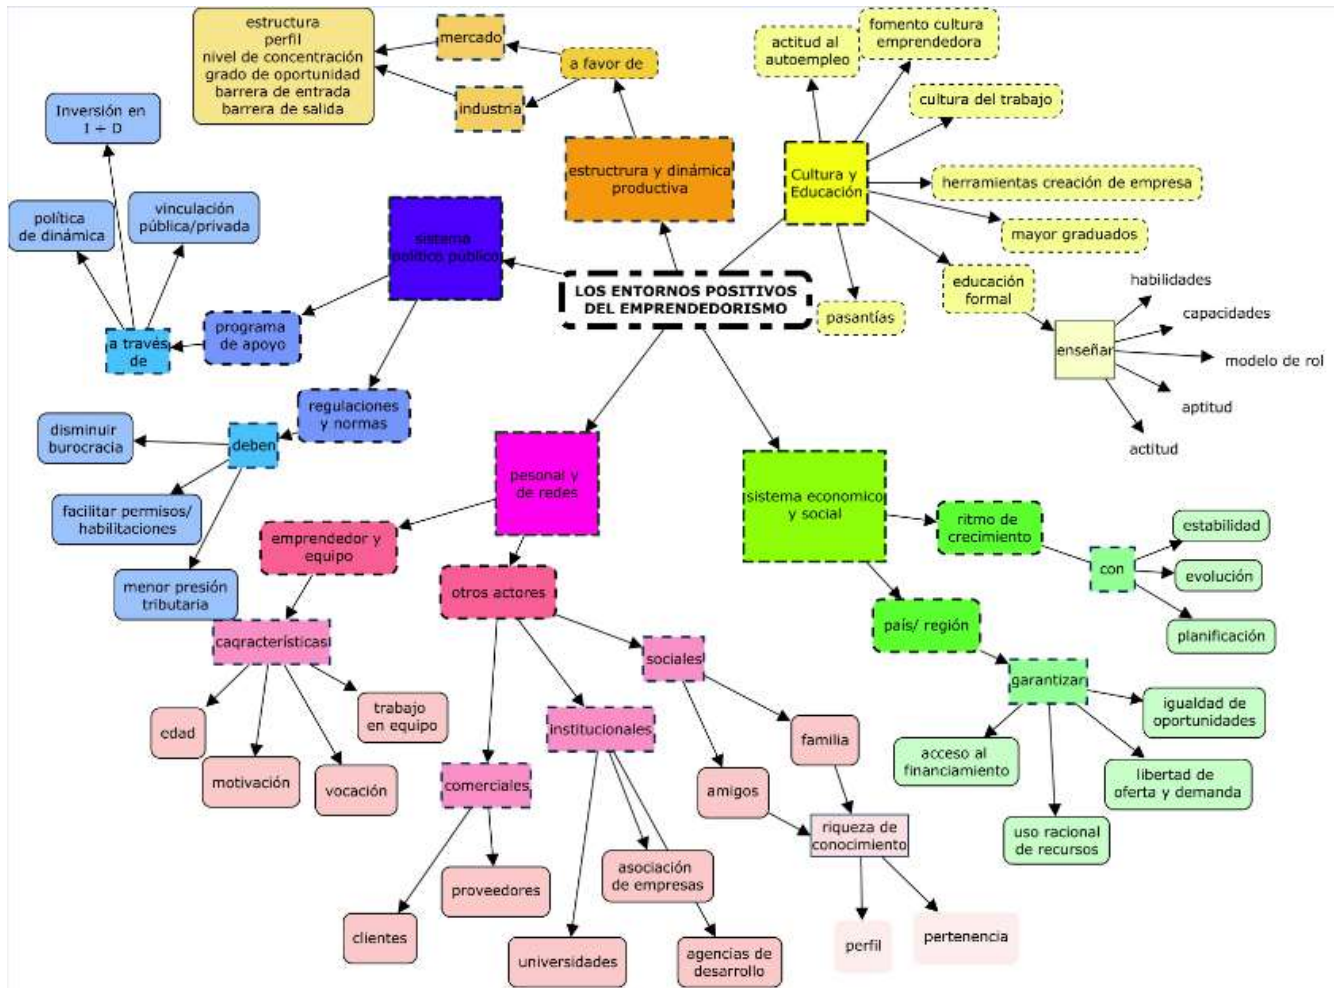 estructura
perfil
nivel de concentración
grado de oportunidad
barrera de entrada
barrera de salida
mercado
industria
a favor de
estructrura y dinámica
productiva
actitud al
autoempleo
fomento cultura
emprendedora
cultura del trabajo
Cultura y
Educación
herramientas creación de empresa
mayor graduados
educación
formal
pasantías
enseñar
habilidades
capacidades
modelo de rol
aptitud
actitud
Inversión en
I + D
política
de dinámica
vinculación
pública/privada
sistema
político público
LOS ENTORNOS POSITIVOS
DEL EMPRENDEDORISMO
programa
de apoyo
a través
de
regulaciones
y normas
deben
disminuir
burocracia
facilitar permisos/
habilitaciones
menor presión
tributaria
pesonal y
de redes
emprendedor y
equipo
otros actores
caqracterísticas
edad
motivación
vocación
trabajo
en equipo
sociales
institucionales
comerciales
familia
amigos
riqueza de
conocimiento
perfil
pertenencia
clientes
proveedores
universidades
asociación
de empresas
agencias de
desarrollo
sistema economico
y social
ritmo de
crecimiento
con
estabilidad
evolución
planificación
país/ región
garantizar
igualdad de
oportunidades
acceso al
financiamiento
libertad de
oferta y demanda
uso racional
de recursos